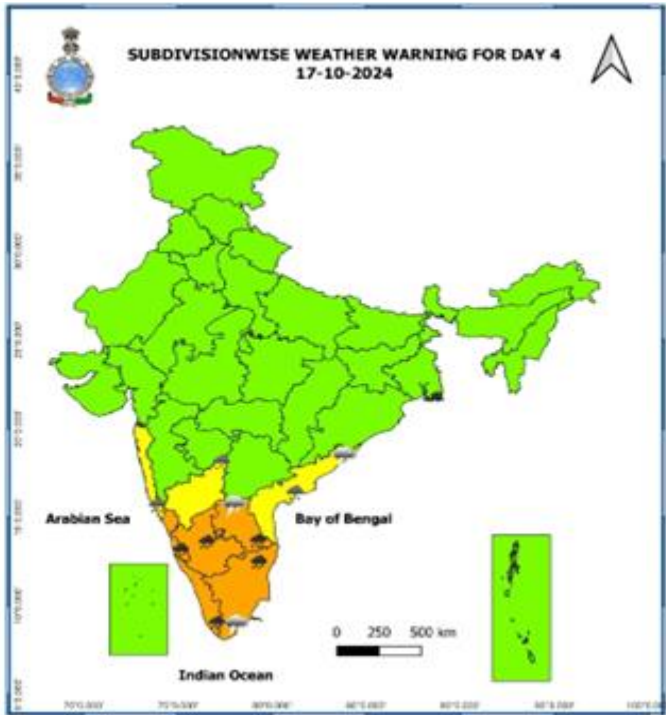 SUBDIVISIONWISE WEATHER WARNING FOR DAY 4
17-10-2024
Arabian Sea
Bay of Bengal
0 250 500 km
Indian Ocean